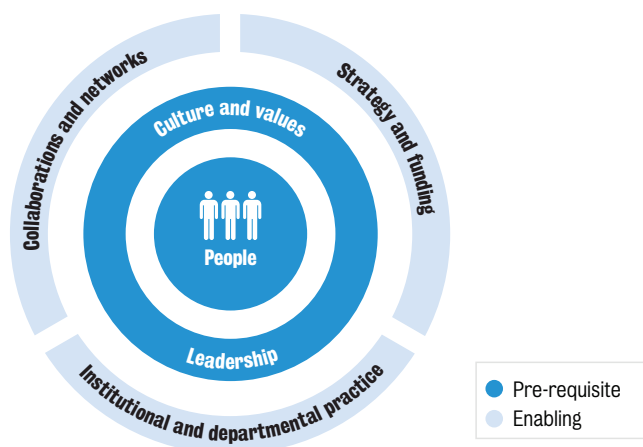 Collaborations and networks
Strategy and funding
Culture and values
People
Leadership
Institutional and departmental practice
Pre-requisite
Enabling